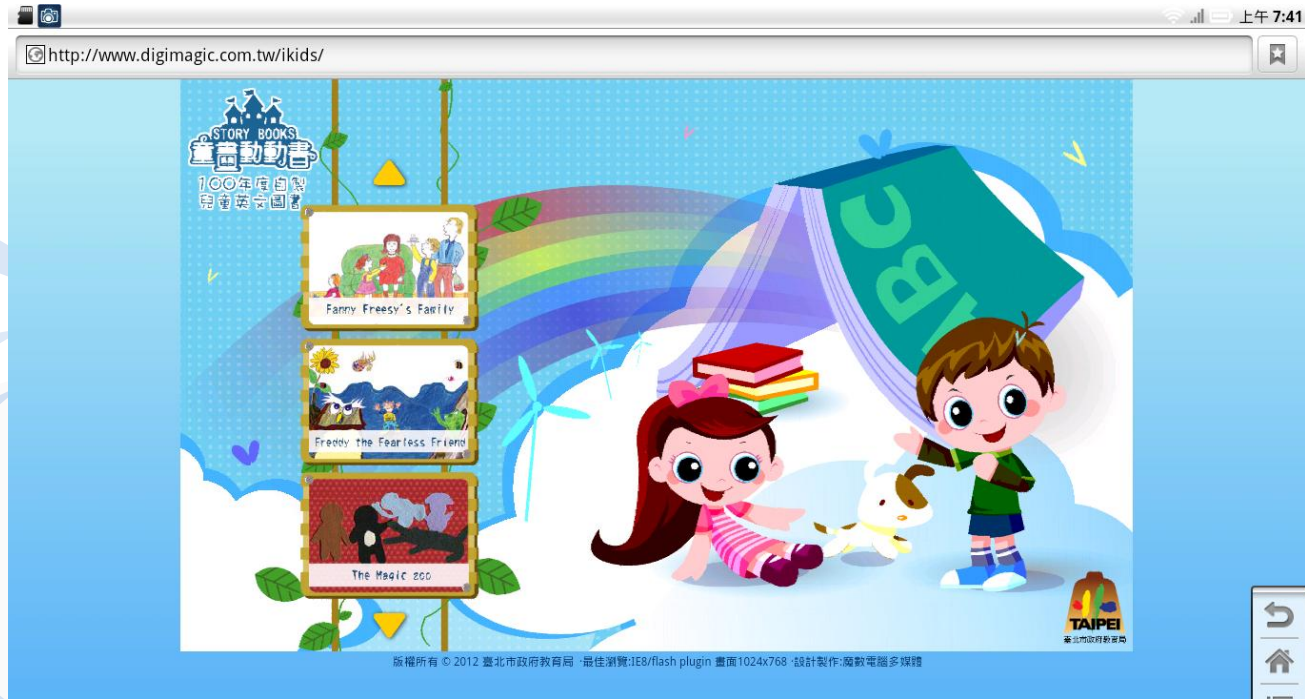 上午 7:41
http://www.digimagic.com.tw/ikids/
STORY BOOKS
童書動動書
100年度自製
兒童英文圖書
Fanny Freesy's Family
Freddy the Fearless Friend
The Magic zoo
ABC
TAIPEI
臺北市政府教育局
版權所有 © 2012 臺北市政府教育局 ·最佳瀏覽:IE8/flash plugin 畫面1024x768 ·設計製作:魔數電腦多媒體